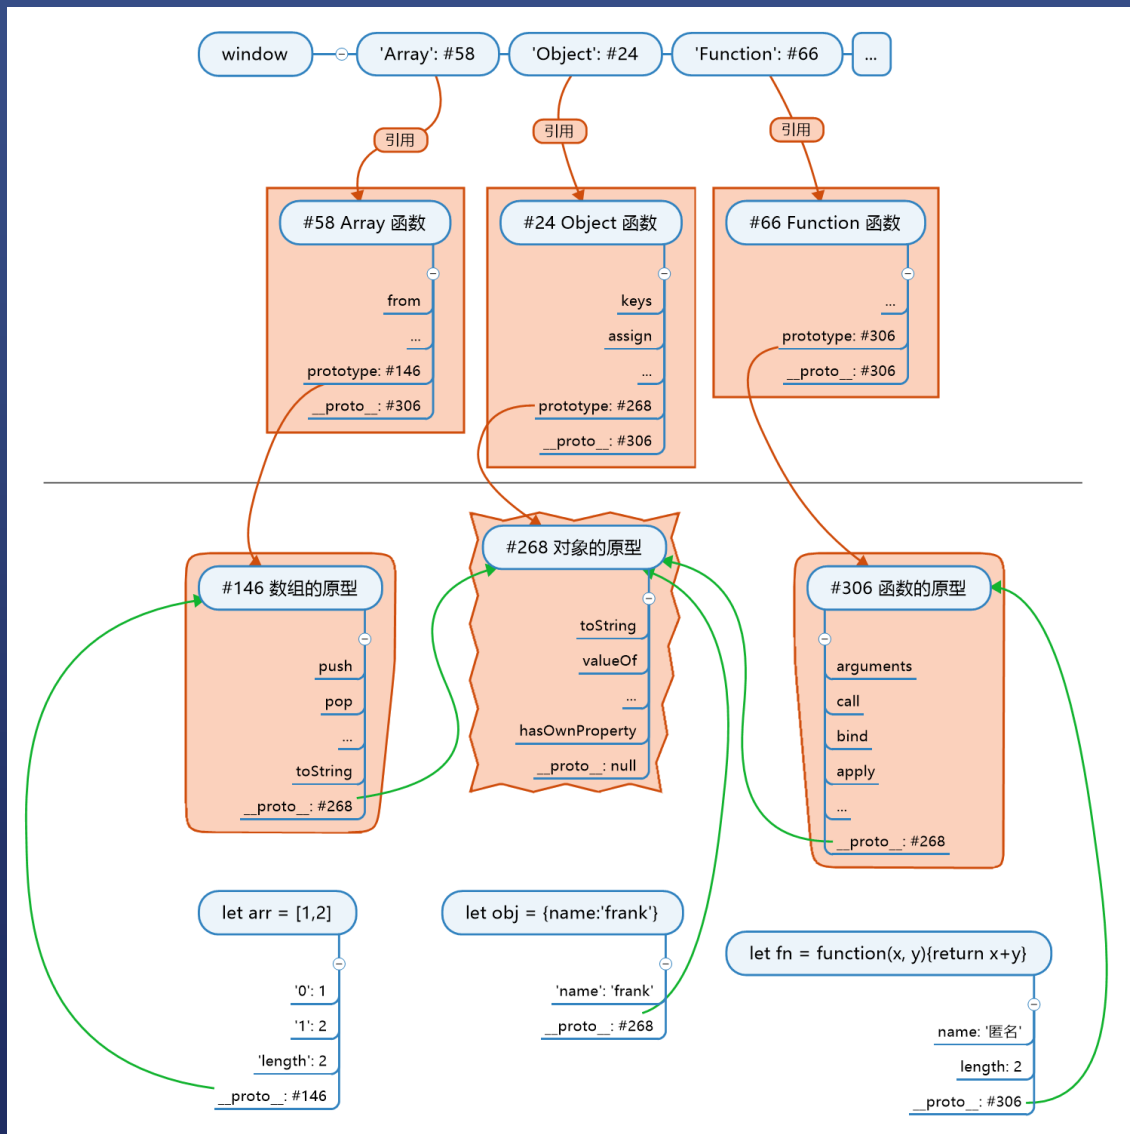 window
'Array': #58
'Object': #24
'Function': #66
...
引用
引用
引用
#58 Array 函数
from
...
prototype: #146
__proto__: #306
#24 Object 函数
keys
assign
...
prototype: #268
__proto__: #306
#66 Function 函数
...
prototype: #306
__proto__: #306
#146 数组的原型
push
pop
...
toString
__proto__: #268
#268 对象的原型
toString
valueOf
...
hasOwnProperty
__proto__: null
#306 函数的原型
arguments
call
bind
apply
...
__proto__: #268
let arr = [1,2]
'0': 1
'1': 2
'length': 2
__proto__: #146
let obj = {name:'frank'}
'name': 'frank'
__proto__: #268
let fn = function(x, y){return x+y}
name: '匿名'
length: 2
__proto__: #306